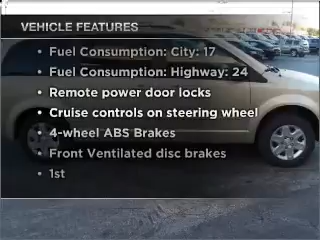 VEHICLE FEATURES
• Fuel Consumption: City: 17
• Fuel Consumption: Highway: 24
• Remote power door locks
• Cruise controls on steering wheel
• 4-wheel ABS Brakes
• Front Ventilated disc brakes
• 1st